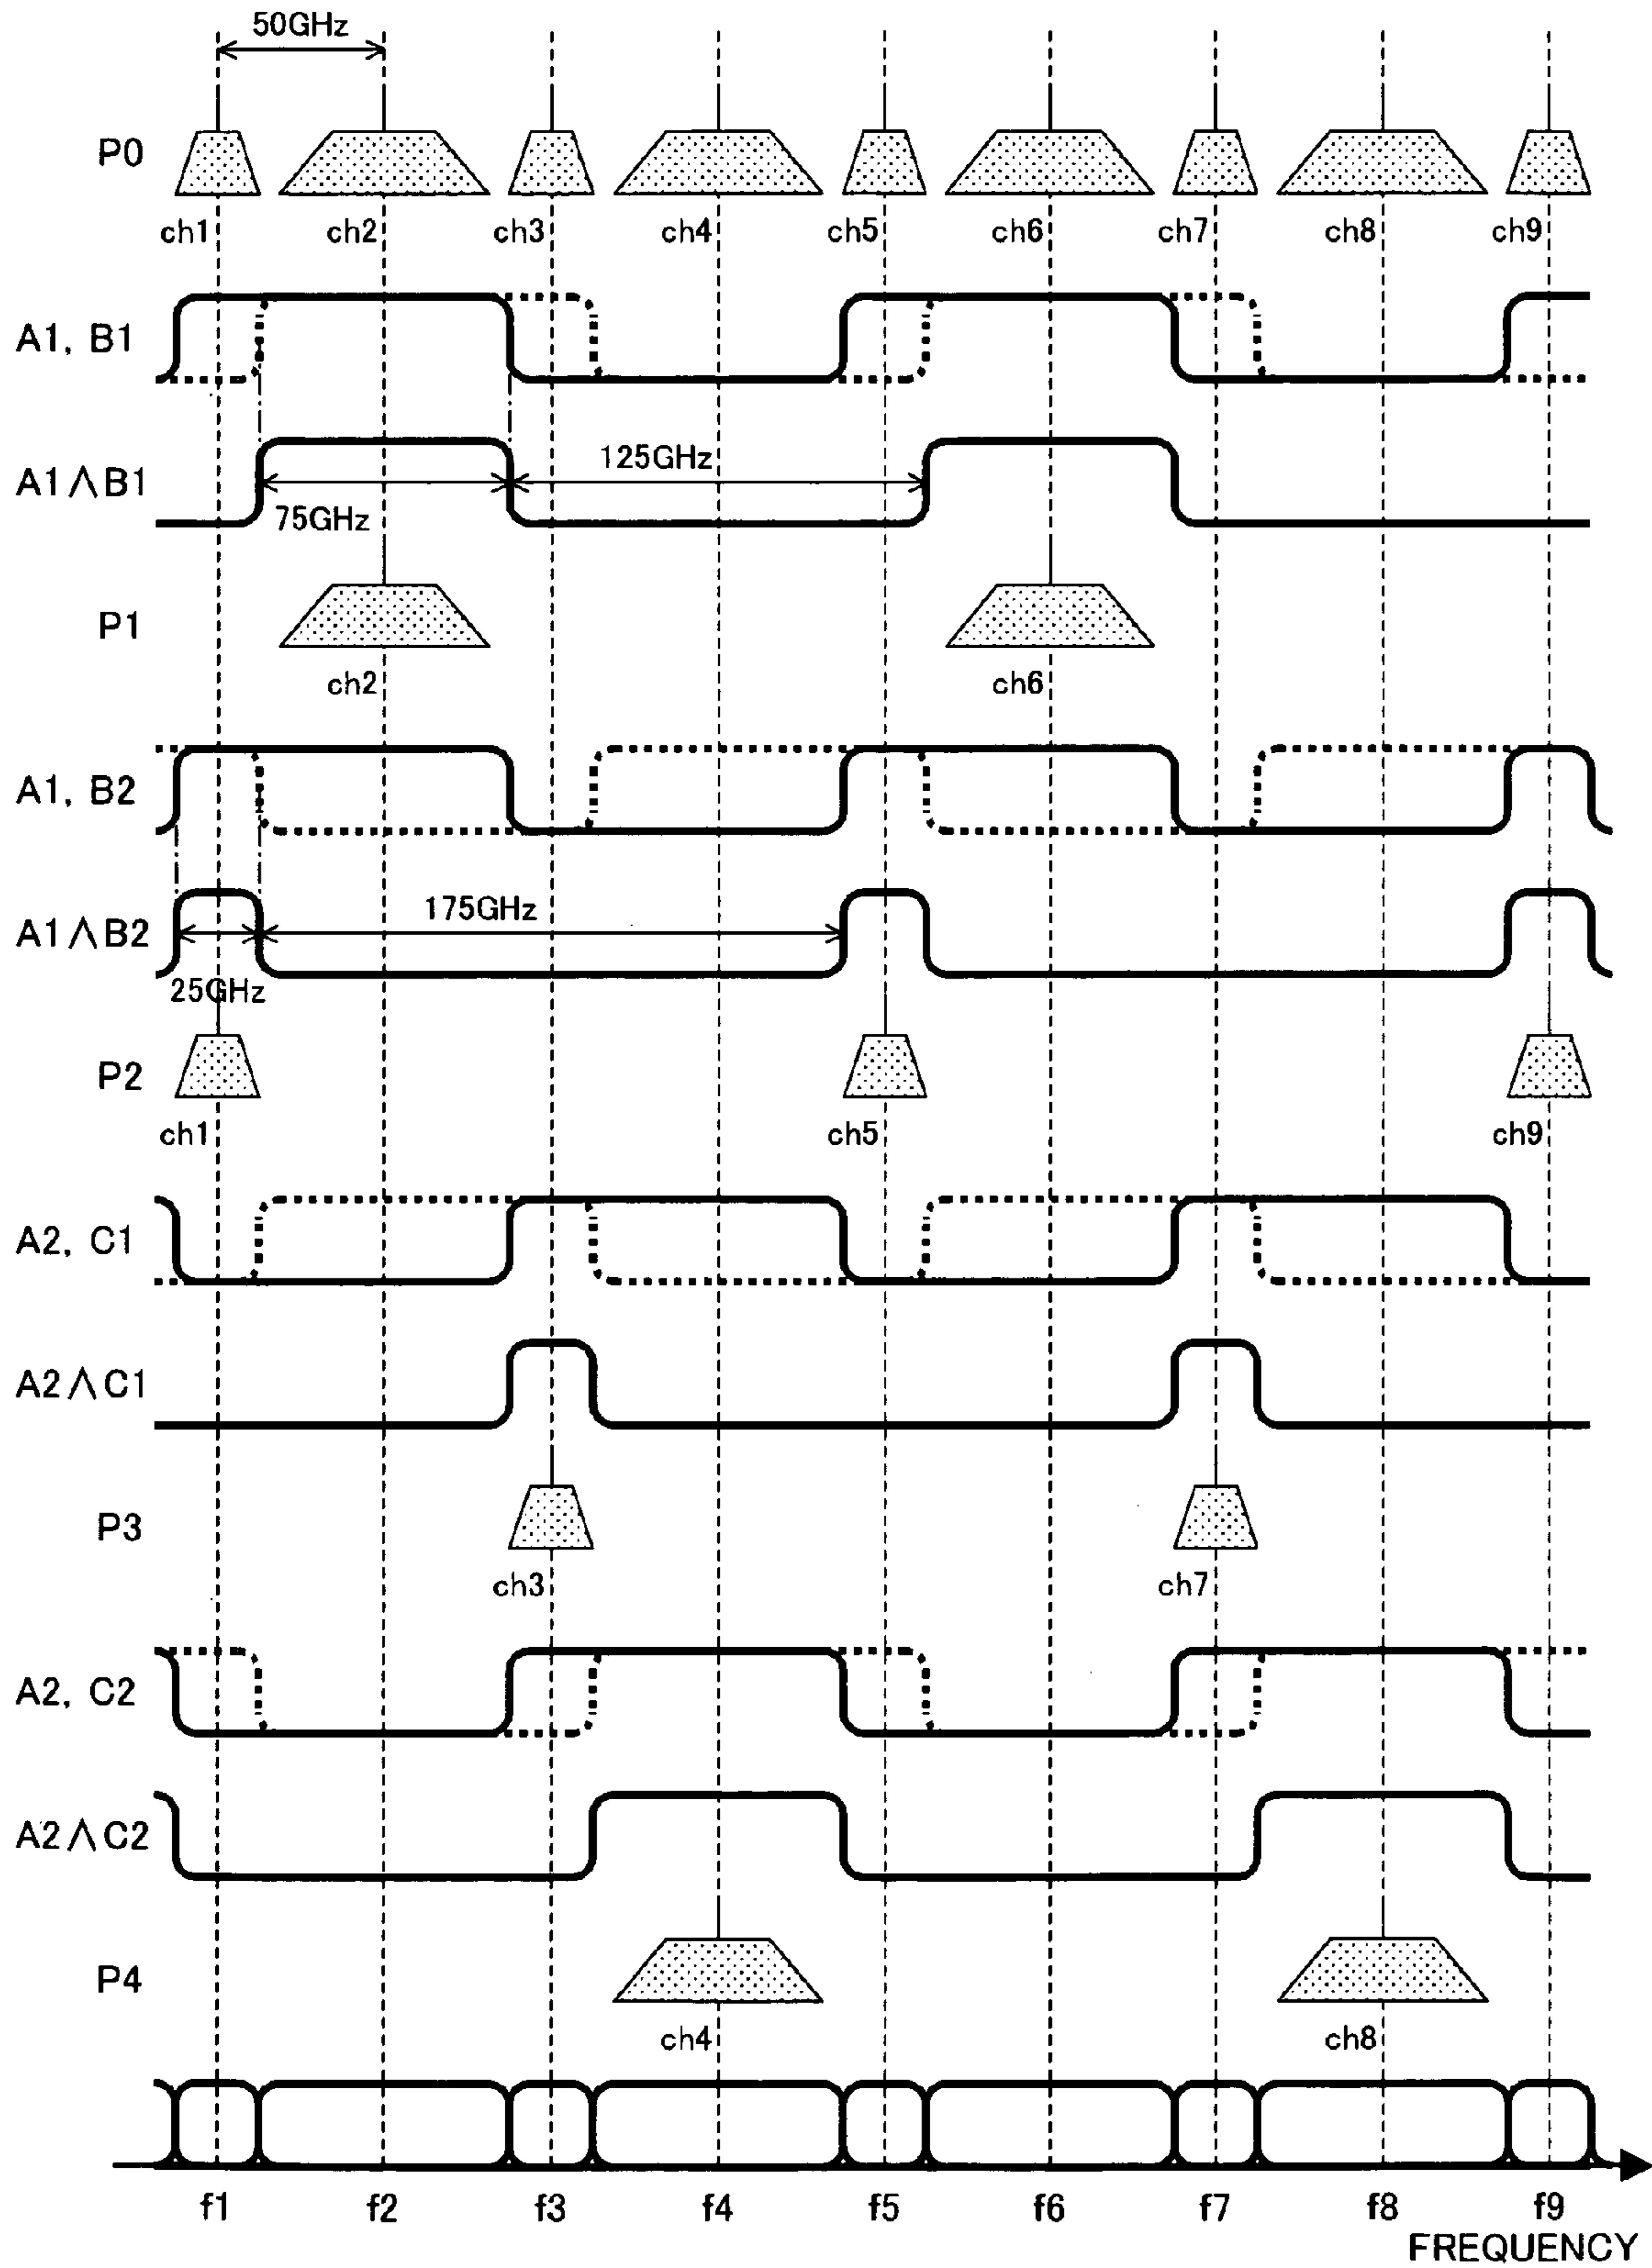 50GHz
P0
ch1 ch2 ch3 ch4 ch5 ch6 ch7 ch8 ch9
A1, B1
A1∧B1
125GHz
75GHz
P1
ch2 ch6
A1, B2
A1∧B2
175GHz
25GHz
P2
ch1 ch5 ch9
A2, C1
A2∧C1
P3
ch3 ch7
A2, C2
A2∧C2
P4
ch4 ch8
f1 f2 f3 f4 f5 f6 f7 f8 f9
FREQUENCY